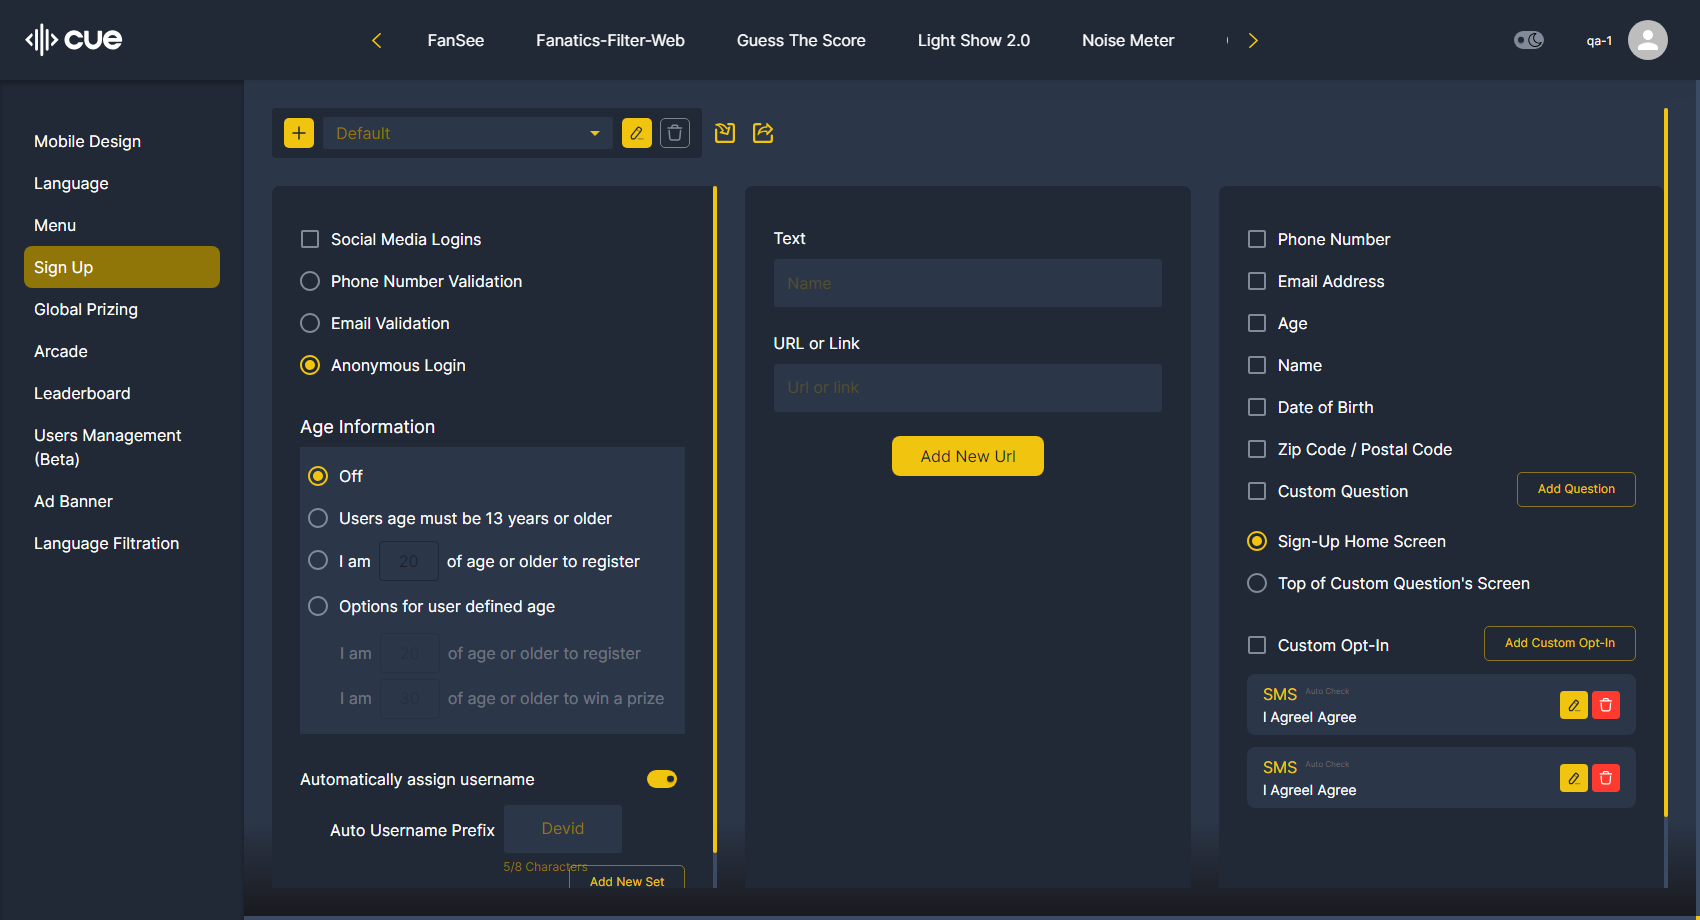 cue
FanSee
Fanatics-Filter-Web
Guess The Score
Light Show 2.0
Noise Meter
qa-1
Mobile Design
Language
Menu
Sign Up
Global Prizing
Arcade
Leaderboard
Users Management
(Beta)
Ad Banner
Language Filtration
Default
Social Media Logins
Phone Number Validation
Email Validation
Anonymous Login
Age Information
Off
Users age must be 13 years or older
I am 20 of age or older to register
Options for user defined age
I am 20 of age or older to register
I am 30 of age or older to win a prize
Automatically assign username
Auto Username Prefix Devid
5/8 Characters
Add New Set
Text
Name
URL or Link
Url or link
Add New Url
Phone Number
Email Address
Age
Name
Date of Birth
Zip Code / Postal Code
Custom Question
Add Question
Sign-Up Home Screen
Top of Custom Question's Screen
Custom Opt-In
Add Custom Opt-In
SMS Auto Check
I AgreeI Agree
SMS Auto Check
I AgreeI Agree